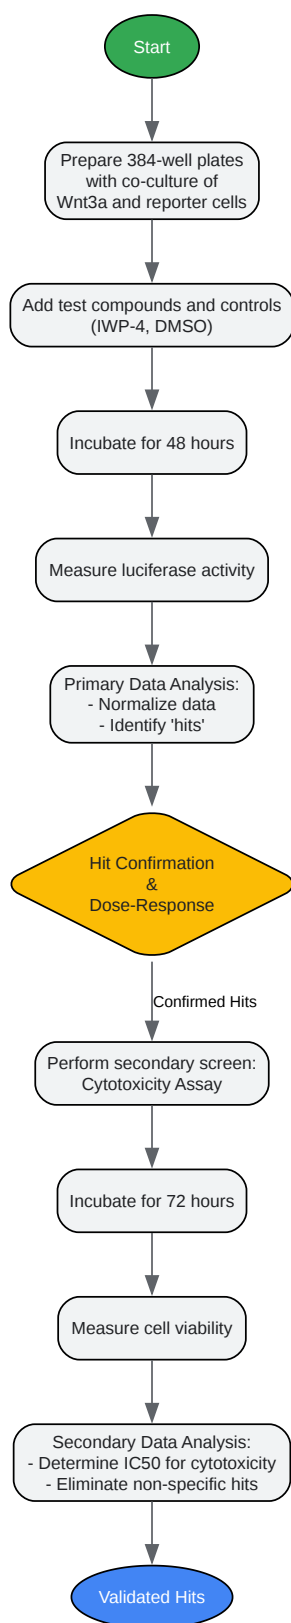 Start
Prepare 384-well plates
with co-culture of
Wnt3a and reporter cells
Add test compounds and controls
(IWP-4, DMSO)
Incubate for 48 hours
Measure luciferase activity
Primary Data Analysis:
- Normalize data
- Identify 'hits'
Hit Confirmation
&
Dose-Response
Confirmed Hits
Perform secondary screen:
Cytotoxicity Assay
Incubate for 72 hours
Measure cell viability
Secondary Data Analysis:
- Determine IC50 for cytotoxicity
- Eliminate non-specific hits
Validated Hits